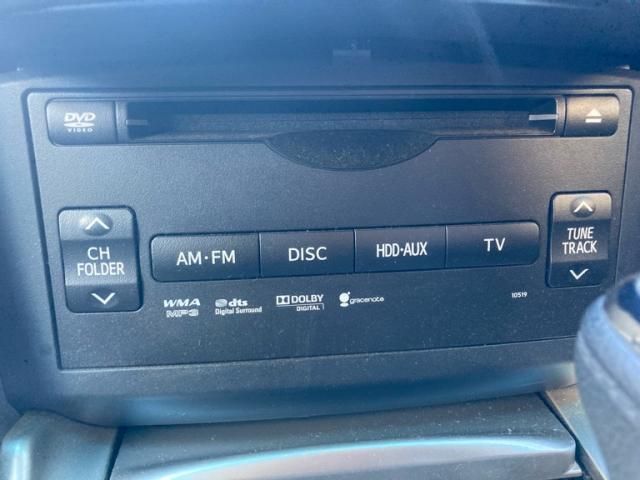 DVD
VIDEO
CH
FOLDER
AM·FM
DISC
HDD·AUX
TV
TUNE
TRACK
WMA
MP3
dts
Digital Surround
DOLBY
DIGITAL
gracenote
10519